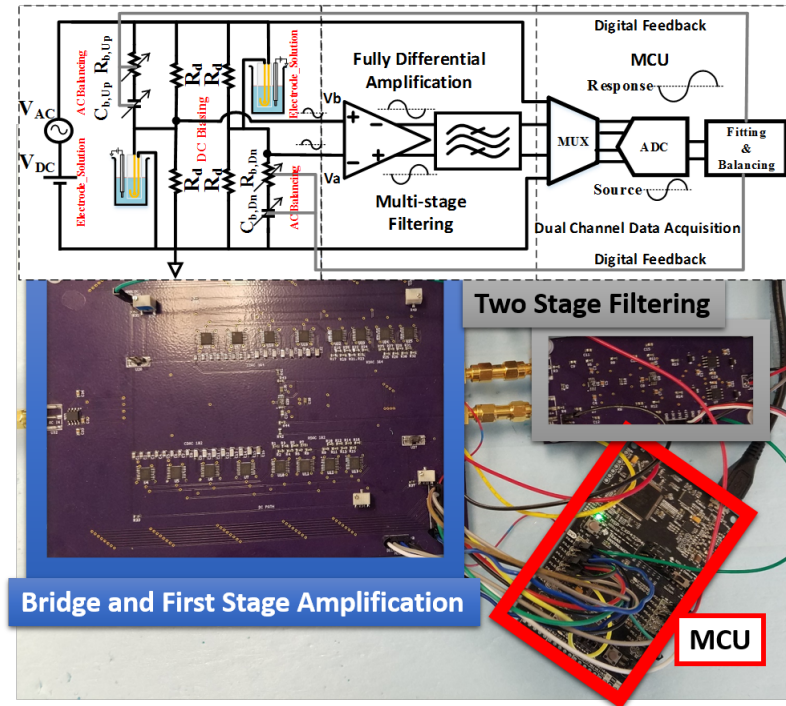 Digital Feedback
V_AC
V_DC
AC Balancing
R_b,Up
C_b,Up
Electrode_Solution
R_d
R_d
DC Biasing
R_d
R_d
Electrode_Solution
R_b,Dn
C_b,Dn
AC Balancing
Vb
Va
Fully Differential
Amplification
Multi-stage
Filtering
MUX
ADC
MCU
Response
Source
Fitting
&
Balancing
Dual Channel Data Acquisition
Digital Feedback
Two Stage Filtering
Bridge and First Stage Amplification
MCU